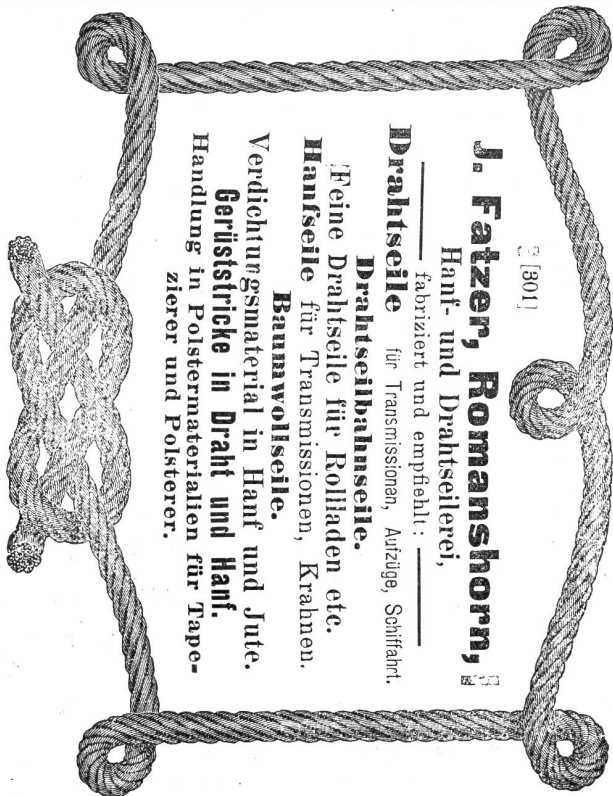 [301]
J. Fatzer, Romanshorn,
Hanf- und Drahtseilerei,
fabriziert und empfiehlt:
Drahtseile für Transmissionan, Aufzüge, Schiffahrt.
Drahtseilbahnseile.
Feine Drahtseile für Rollladen etc.
Hanfseile für Transmissionen, Krahnen.
Baumwollseile.
Verdichtungsmaterial in Hanf und Jute.
Gerüststricke in Draht und Hanf.
Handlung in Polstermaterialien für Tape-
zierer und Polsterer.